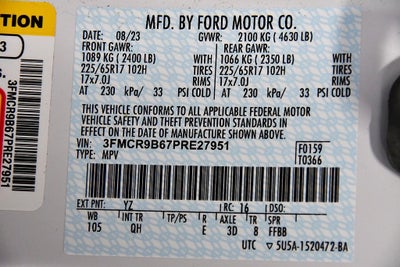 MFD. BY FORD MOTOR CO.
DATE: 08/23 GVWR: 2100 KG (4630 LB)
FRONT GAWR: REAR GAWR:
1089 KG (2400 LB) WITH 1066 KG (2350 LB) WITH
225/65R17 102H TIRES 225/65R17 102H TIRES
17x7.0J RIMS 17x7.0J RIMS
AT 230 kPa/ 33 PSI COLD AT 230 kPa/ 33 PSI COLD
THIS VEHICLE CONFORMS TO ALL APPLICABLE FEDERAL MOTOR
VEHICLE SAFETY AND BUMPER STANDARDS IN EFFECT ON THE DATE OF
MANUFACTURE SHOWN ABOVE.
VIN: 3FMCR9B67PRE27951 F0159
TYPE: MPV T0366
EXT PNT: YZ RC: 16 DSO:
WB INT TR TP/PS R AXLE TR SPR
105 QH E 3D 8 FFBB
UTC ▽ 5U5A-1520472-BA
3
S.
3FMCR9B67PRE27951